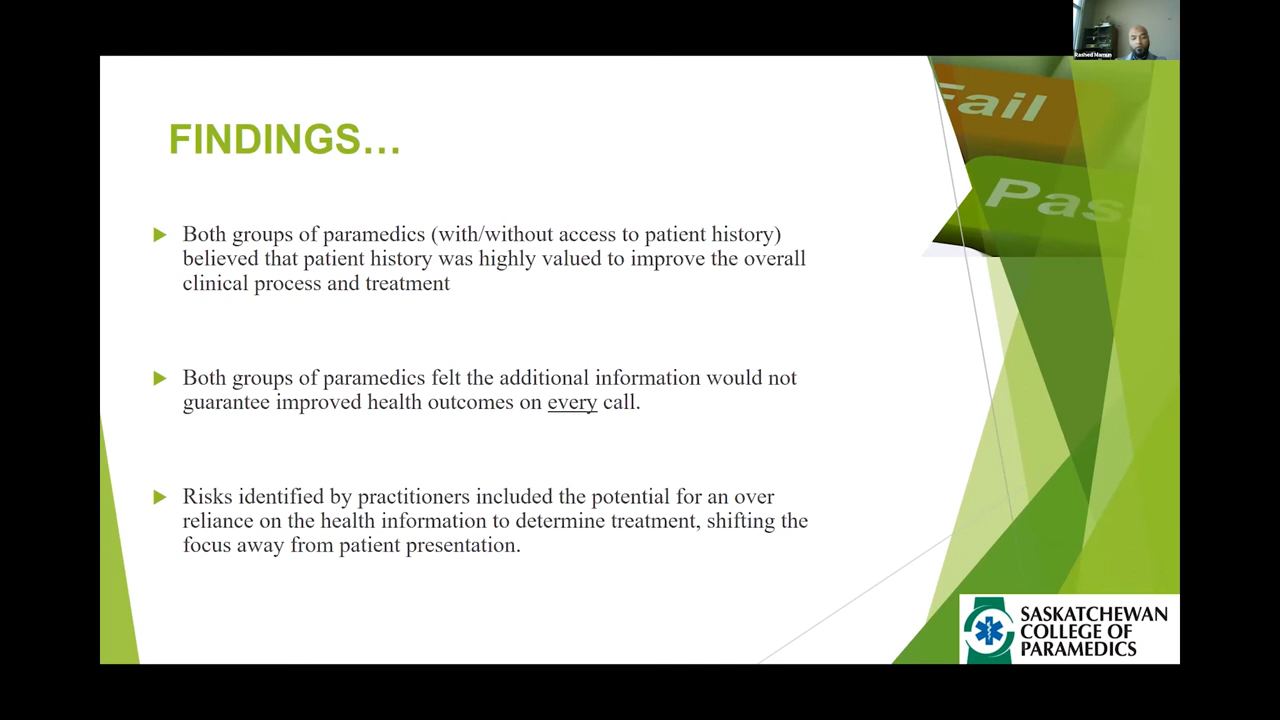 Rashed Mamun
Fail
Pas
FINDINGS…
Both groups of paramedics (with/without access to patient history)
believed that patient history was highly valued to improve the overall
clinical process and treatment
Both groups of paramedics felt the additional information would not
guarantee improved health outcomes on every call.
Risks identified by practitioners included the potential for an over
reliance on the health information to determine treatment, shifting the
focus away from patient presentation.
SASKATCHEWAN
COLLEGE OF
PARAMEDICS